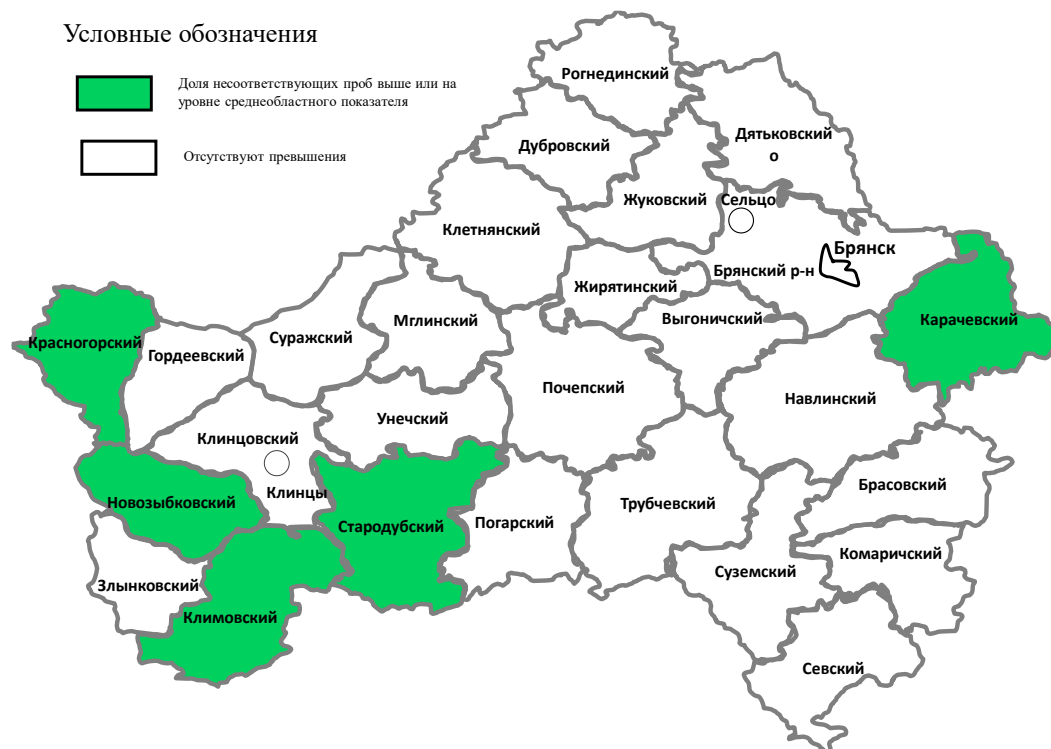 Условные обозначения
Доля несоответствующих проб выше или на
уровне среднеобластного показателя
Отсутствуют превышения
Рогнединский
Дятьковский
о
Дубровский
Жуковский
Сельцо
Клетнянский
Брянск
Брянский р-н
Жирятинский
Выгоничский
Карачевский
Мглинский
Суражский
Красногорский
Гордеевский
Почепский
Навлинский
Унечский
Клинцовский
Клинцы
Новозыбковский
Стародубский
Погарский
Трубчевский
Брасовский
Комаричский
Суземский
Злынковский
Климовский
Севский